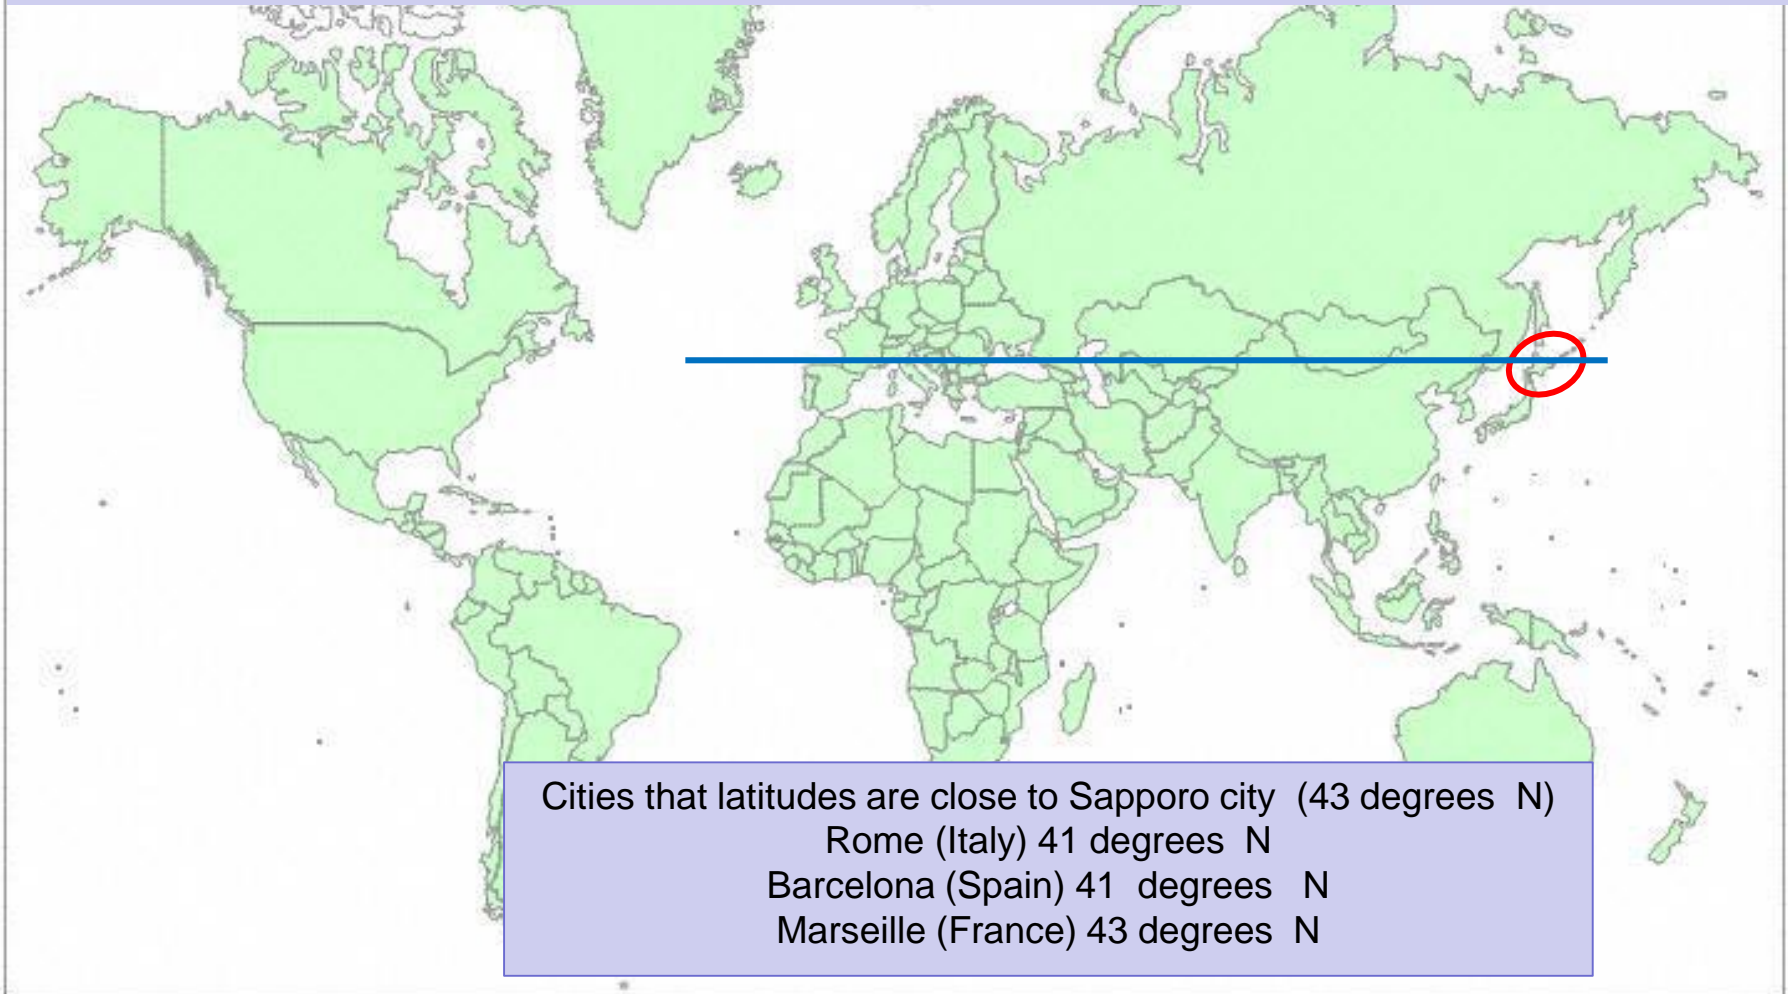 Cities that latitudes are close to Sapporo city (43 degrees N)
Rome (Italy) 41 degrees N
Barcelona (Spain) 41 degrees N
Marseille (France) 43 degrees N